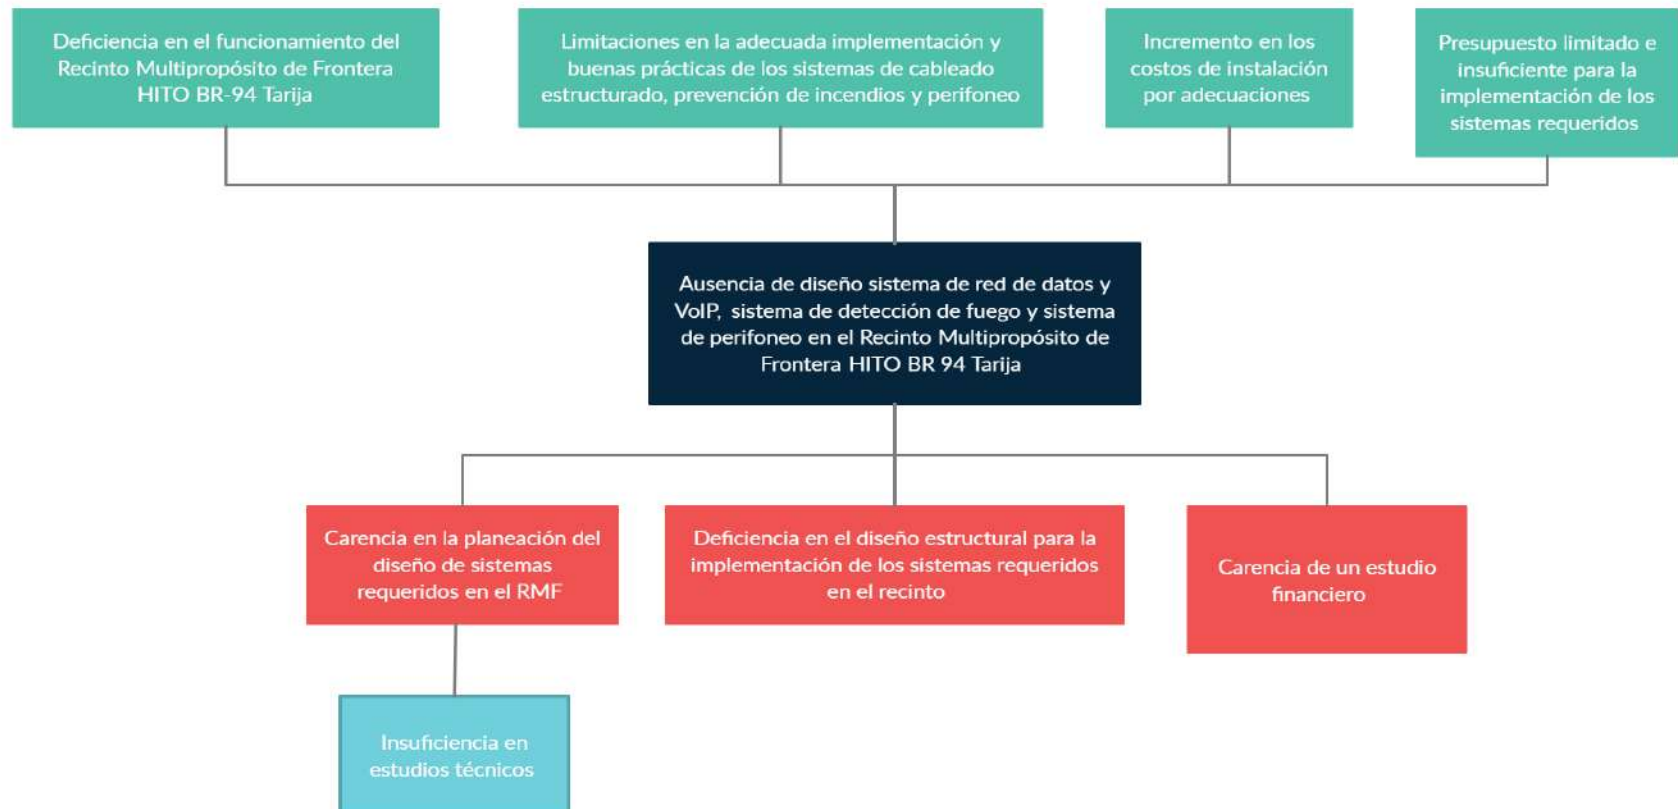 Deficiencia en el funcionamiento del
Recinto Multipropósito de Frontera
HITO BR-94 Tarija
Limitaciones en la adecuada implementación y
buenas prácticas de los sistemas de cableado
estructurado, prevención de incendios y perifoneo
Incremento en los
costos de instalación
por adecuaciones
Presupuesto limitado e
insuficiente para la
implementación de los
sistemas requeridos
Ausencia de diseño sistema de red de datos y
VoIP, sistema de detección de fuego y sistema
de perifoneo en el Recinto Multipropósito de
Frontera HITO BR 94 Tarija
Carencia en la planeación del
diseño de sistemas
requeridos en el RMF
Deficiencia en el diseño estructural para la
implementación de los sistemas requeridos
en el recinto
Carencia de un estudio
financiero
Insuficiencia en
estudios técnicos